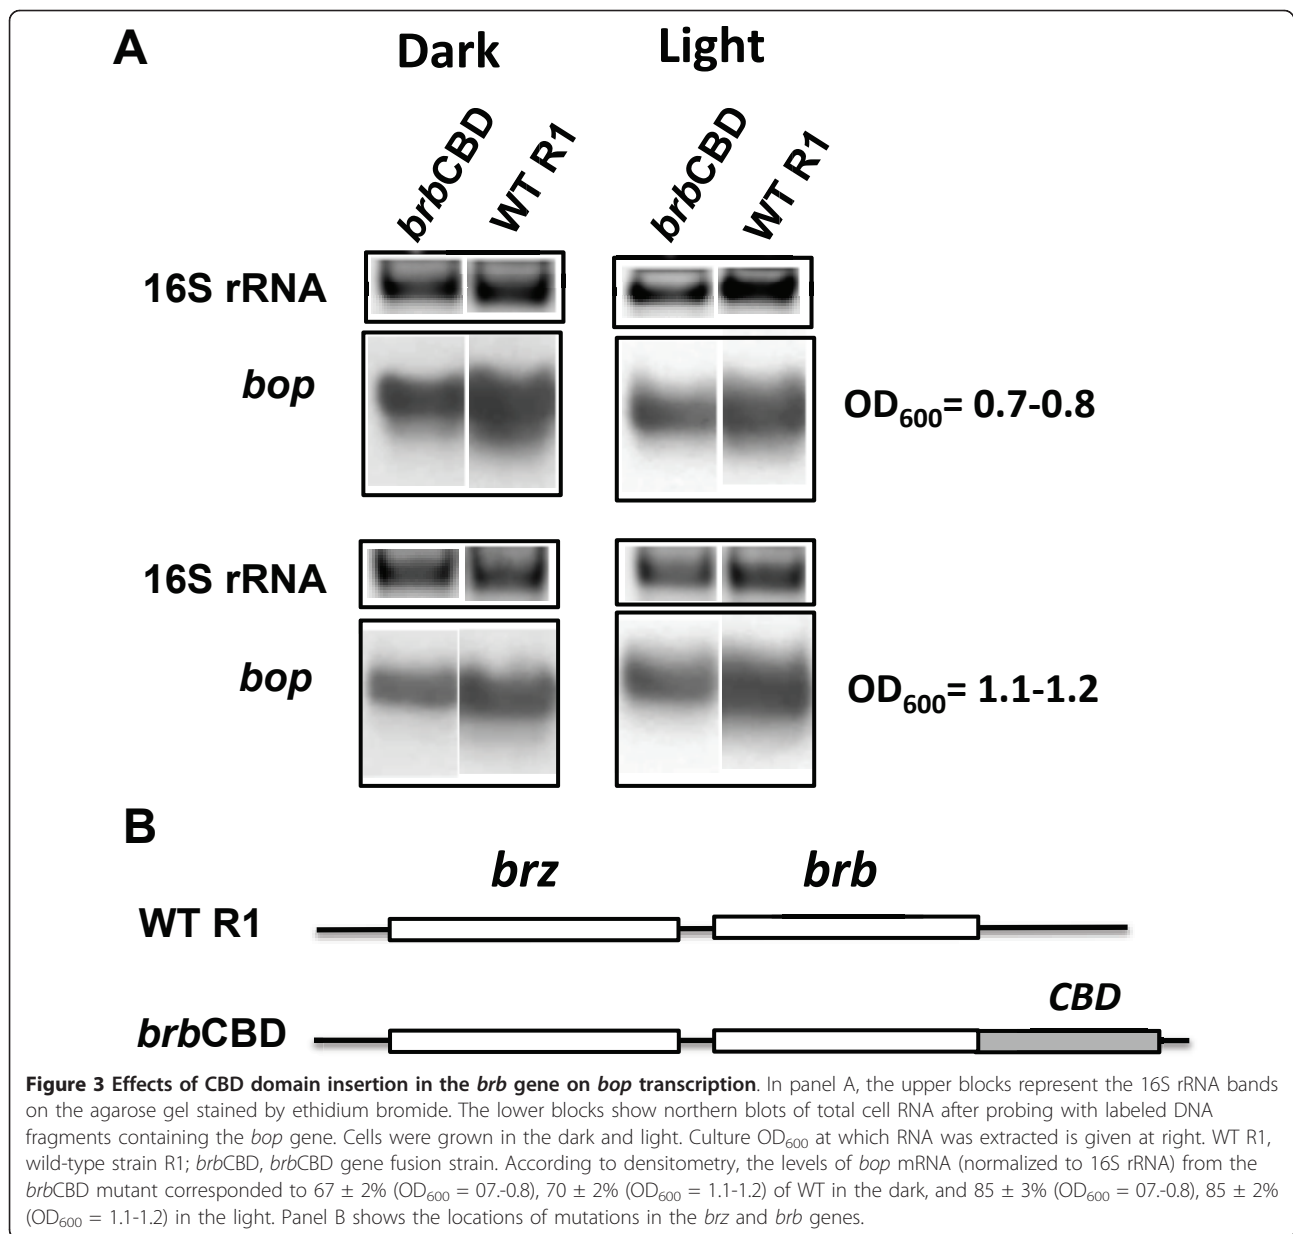 A
Dark
Light
brbCBD
WT R1
brbCBD
WT R1
16S rRNA
bop
OD600= 0.7-0.8
16S rRNA
bop
OD600= 1.1-1.2
B
brz
brb
WT R1
CBD
brbCBD
Figure 3 Effects of CBD domain insertion in the brb gene on bop transcription. In panel A, the upper blocks represent the 16S rRNA bands
on the agarose gel stained by ethidium bromide. The lower blocks show northern blots of total cell RNA after probing with labeled DNA
fragments containing the bop gene. Cells were grown in the dark and light. Culture OD600 at which RNA was extracted is given at right. WT R1,
wild-type strain R1; brbCBD, brbCBD gene fusion strain. According to densitometry, the levels of bop mRNA (normalized to 16S rRNA) from the
brbCBD mutant corresponded to 67 ± 2% (OD600 = 07.-0.8), 70 ± 2% (OD600 = 1.1-1.2) of WT in the dark, and 85 ± 3% (OD600 = 07.-0.8), 85 ± 2%
(OD600 = 1.1-1.2) in the light. Panel B shows the locations of mutations in the brz and brb genes.